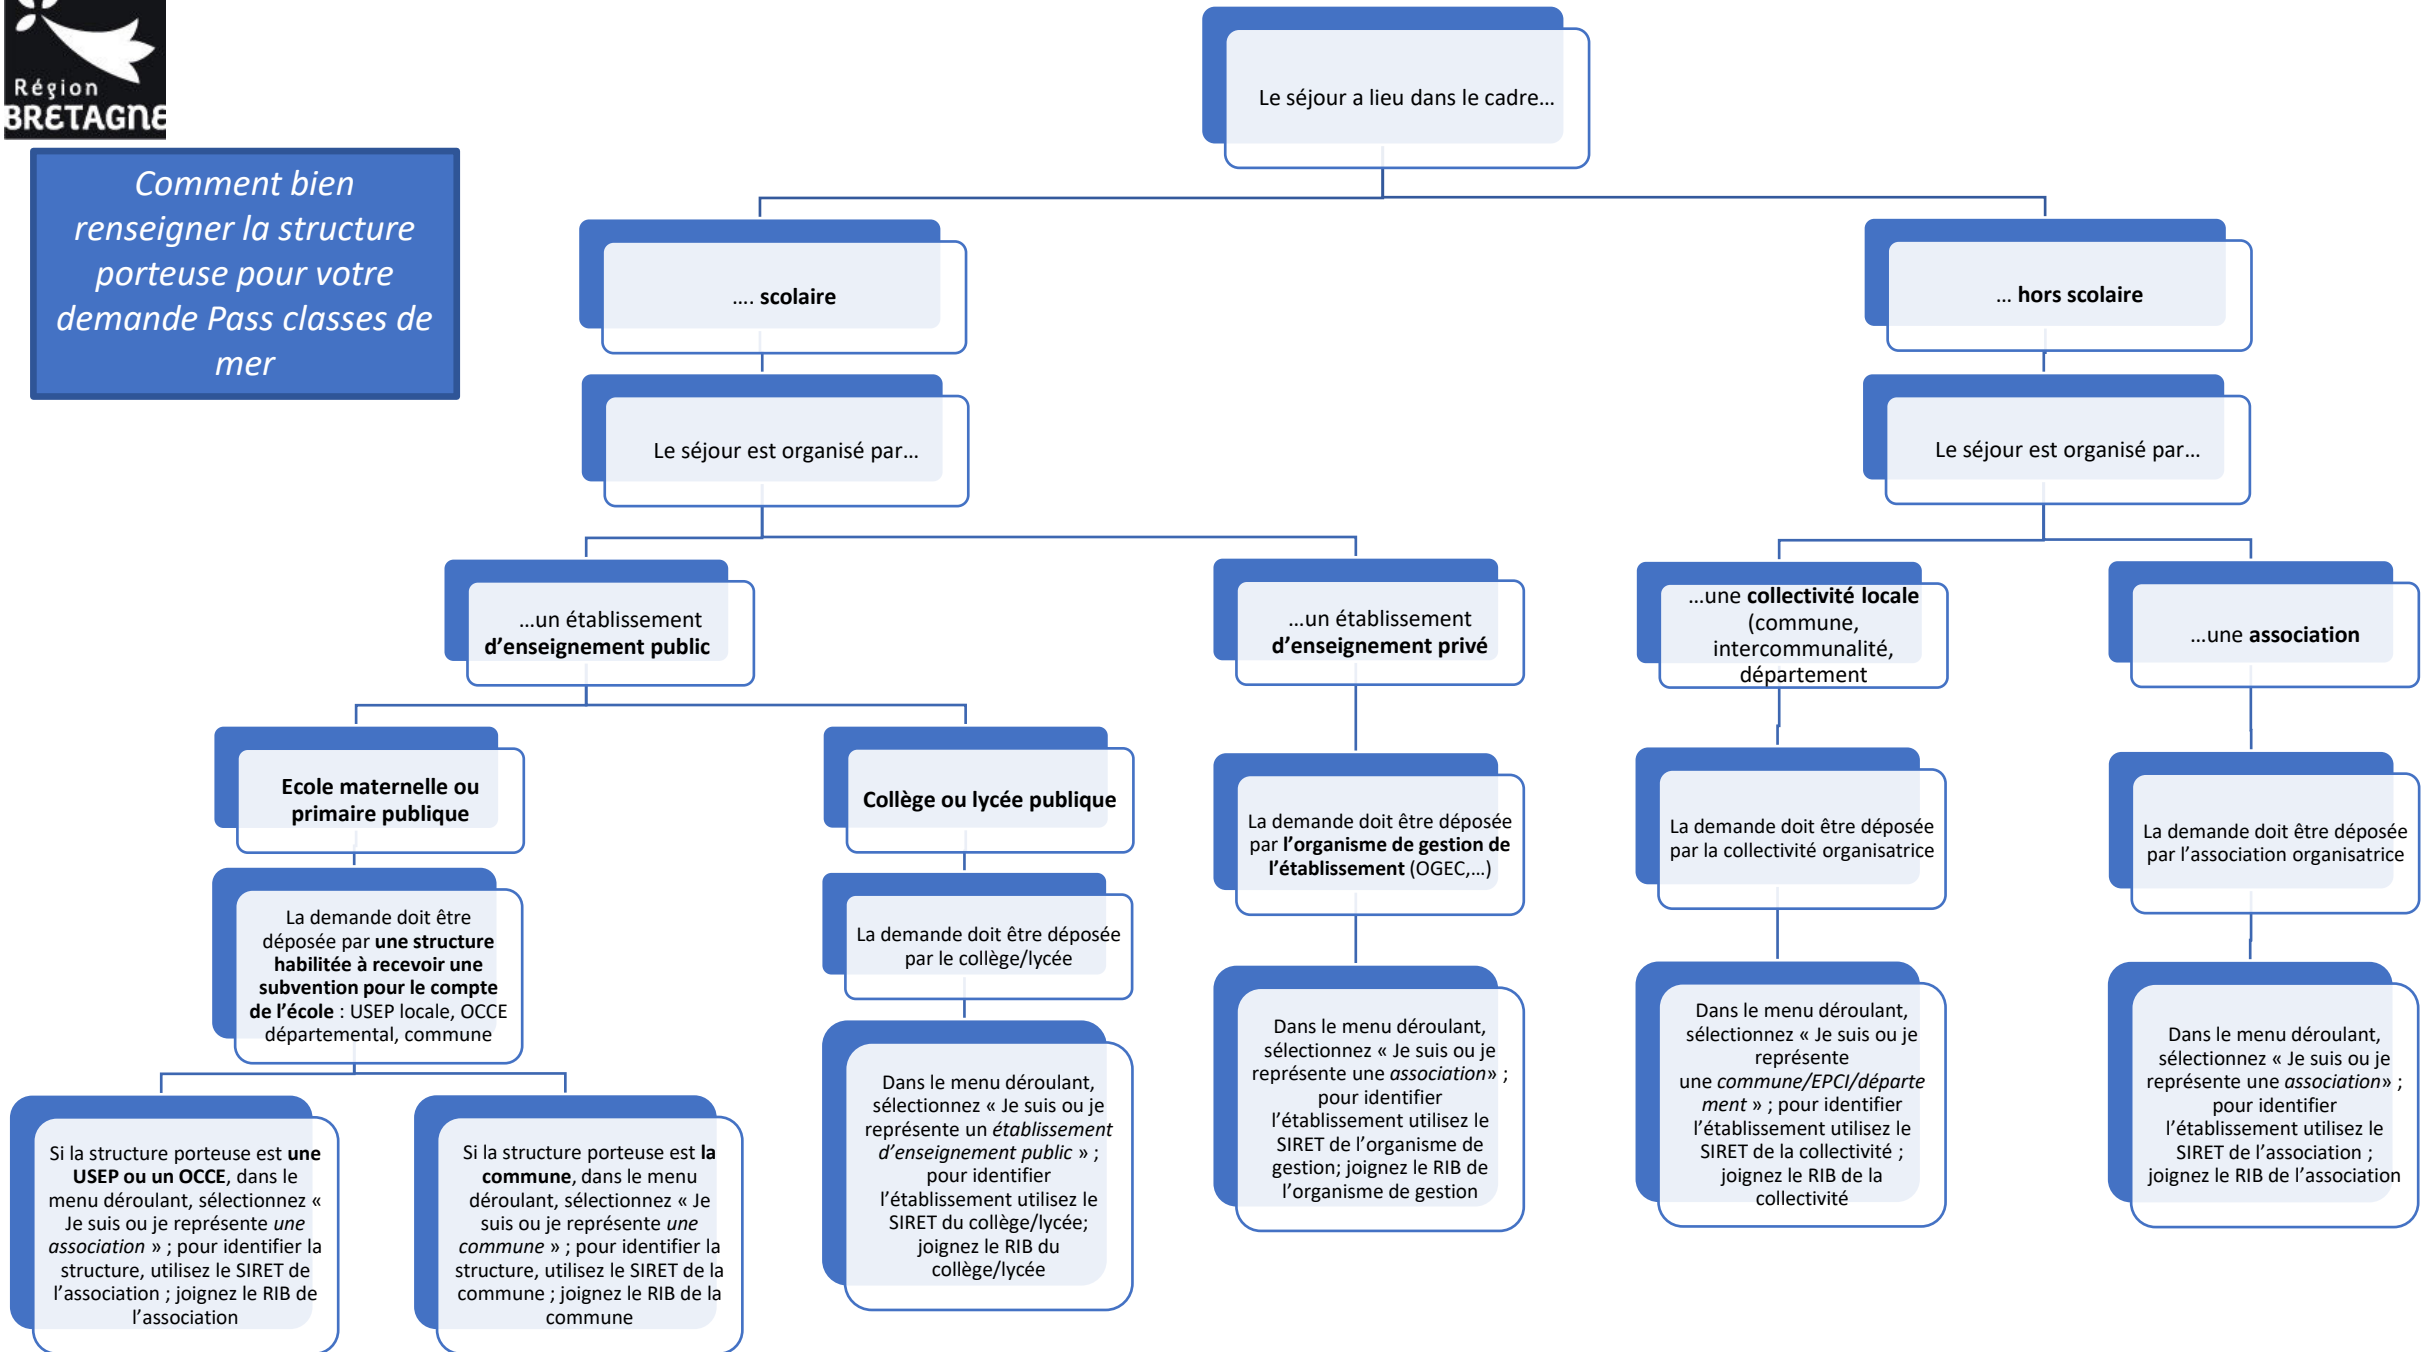 Région
BRETAGNE
Comment bien
renseigner la structure
porteuse pour votre
demande Pass classes de
mer
Le séjour a lieu dans le cadre…
.... scolaire
... hors scolaire
Le séjour est organisé par…
Le séjour est organisé par…
…un établissement
d’enseignement public
…un établissement
d’enseignement privé
…une collectivité locale
(commune,
intercommunalité,
département
…une association
Ecole maternelle ou
primaire publique
Collège ou lycée publique
La demande doit être déposée
par l’organisme de gestion de
l’établissement (OGEC,…)
La demande doit être déposée
par la collectivité organisatrice
La demande doit être déposée
par l’association organisatrice
La demande doit être
déposée par une structure
habilitée à recevoir une
subvention pour le compte
de l’école : USEP locale, OCCE
départemental, commune
La demande doit être déposée
par le collège/lycée
Si la structure porteuse est une
USEP ou un OCCE, dans le
menu déroulant, sélectionnez «
Je suis ou je représente une
association » ; pour identifier la
structure, utilisez le SIRET de
l’association ; joignez le RIB de
l’association
Si la structure porteuse est la
commune, dans le menu
déroulant, sélectionnez « Je
suis ou je représente une
commune » ; pour identifier la
structure, utilisez le SIRET de la
commune ; joignez le RIB de la
commune
Dans le menu déroulant,
sélectionnez « Je suis ou je
représente un établissement
d’enseignement public » ;
pour identifier
l’établissement utilisez le
SIRET du collège/lycée;
joignez le RIB du
collège/lycée
Dans le menu déroulant,
sélectionnez « Je suis ou je
représente une association» ;
pour identifier
l’établissement utilisez le
SIRET de l’organisme de
gestion; joignez le RIB de
l’organisme de gestion
Dans le menu déroulant,
sélectionnez « Je suis ou je
représente
une commune/EPCI/départe
ment » ; pour identifier
l’établissement utilisez le
SIRET de la collectivité ;
joignez le RIB de la
collectivité
Dans le menu déroulant,
sélectionnez « Je suis ou je
représente une association» ;
pour identifier
l’établissement utilisez le
SIRET de l’association ;
joignez le RIB de l’association